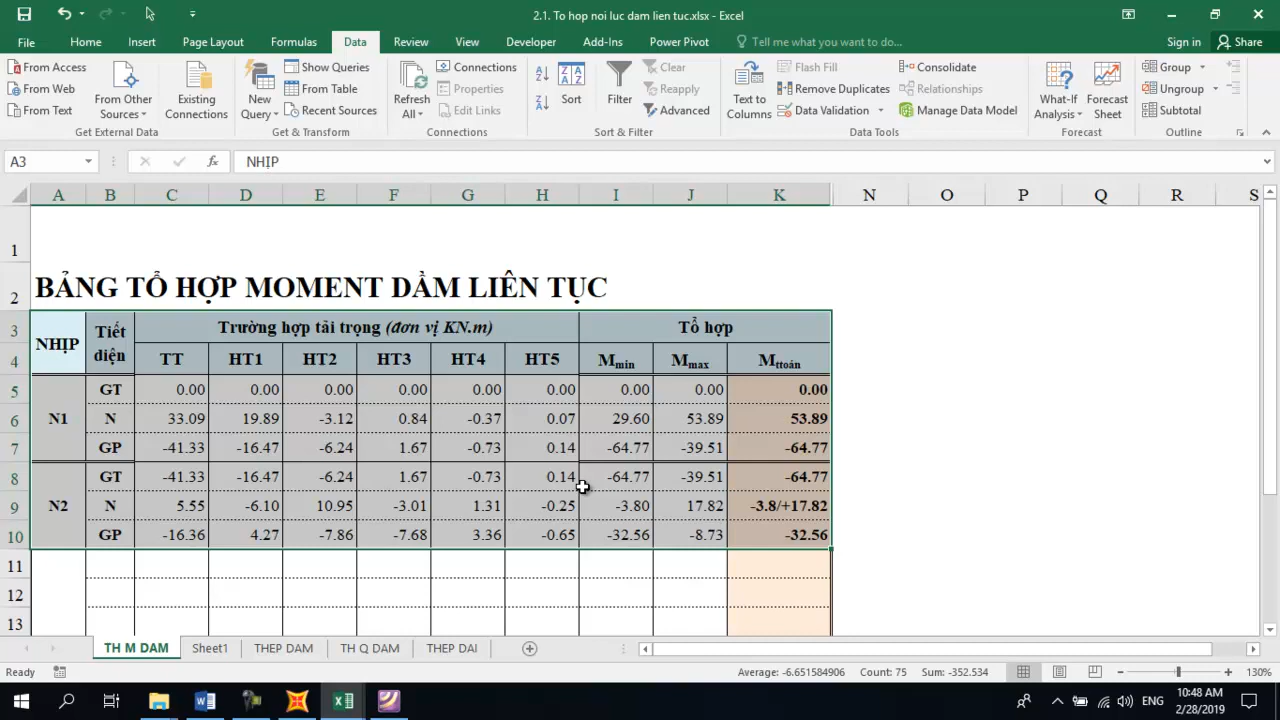 2.1. To hop noi luc dam lien tuc.xlsx - Excel
File Home Insert Page Layout Formulas Data Review View Developer Add-Ins Power Pivot Tell me what you want to do... Sign in Share
From Access
From Web
From Text
From Other Sources
Existing Connections
Get External Data
New Query
Show Queries
From Table
Recent Sources
Get & Transform
Refresh All
Connections
Properties
Edit Links
Connections
Sort
Filter
Clear
Reapply
Advanced
Sort & Filter
Text to Columns
Flash Fill
Remove Duplicates
Data Validation
Consolidate
Relationships
Manage Data Model
Data Tools
What-If Analysis
Forecast Sheet
Forecast
Group
Ungroup
Subtotal
Outline
A3 fx NHỊP
A B C D E F G H I J K N O P Q R S
1
2 BẢNG TỔ HỢP MOMENT DẦM LIÊN TỤC
3 NHỊP Tiết diện Trường hợp tải trọng (đơn vị KN.m) Tổ hợp
4 TT HT1 HT2 HT3 HT4 HT5 Mmin Mmax Mttoán
5 N1 GT 0.00 0.00 0.00 0.00 0.00 0.00 0.00 0.00 0.00
6 N 33.09 19.89 -3.12 0.84 -0.37 0.07 29.60 53.89 53.89
7 GP -41.33 -16.47 -6.24 1.67 -0.73 0.14 -64.77 -39.51 -64.77
8 N2 GT -41.33 -16.47 -6.24 1.67 -0.73 0.14 -64.77 -39.51 -64.77
9 N 5.55 -6.10 10.95 -3.01 1.31 -0.25 -3.80 17.82 -3.8/+17.82
10 GP -16.36 4.27 -7.86 -7.68 3.36 -0.65 -32.56 -8.73 -32.56
11
12
13
TH M DAM Sheet1 THEP DAM TH Q DAM THEP DAI
Ready Average: -6.651584906 Count: 75 Sum: -352.534 130%
ENG 10:48 AM
2/28/2019